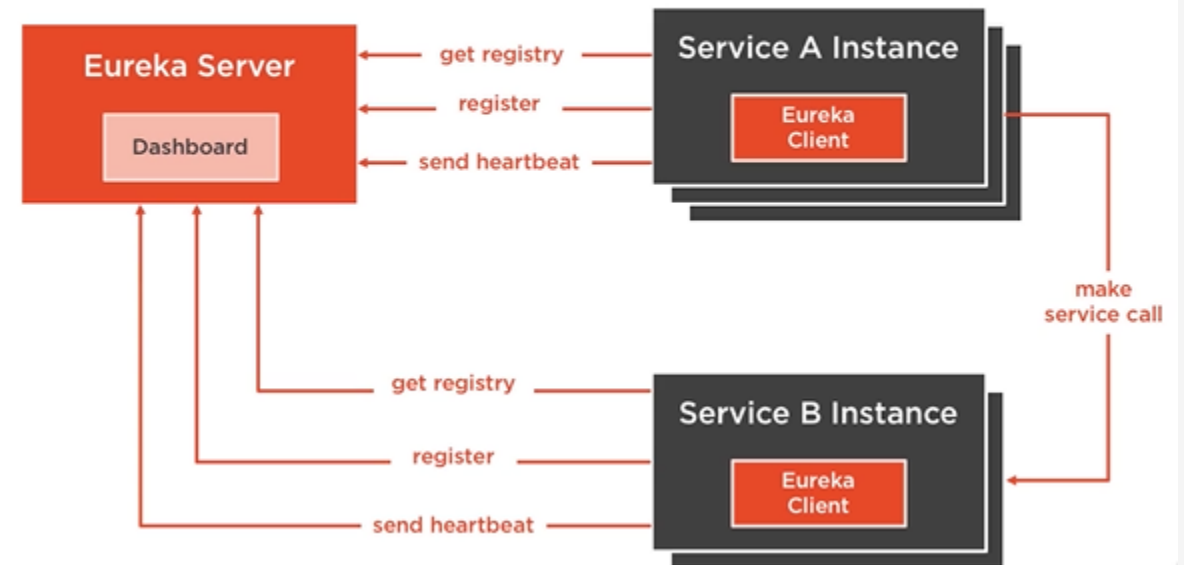 Eureka Server
Dashboard
get registry
register
send heartbeat
Service A Instance
Eureka
Client
make
service call
get registry
register
send heartbeat
Service B Instance
Eureka
Client